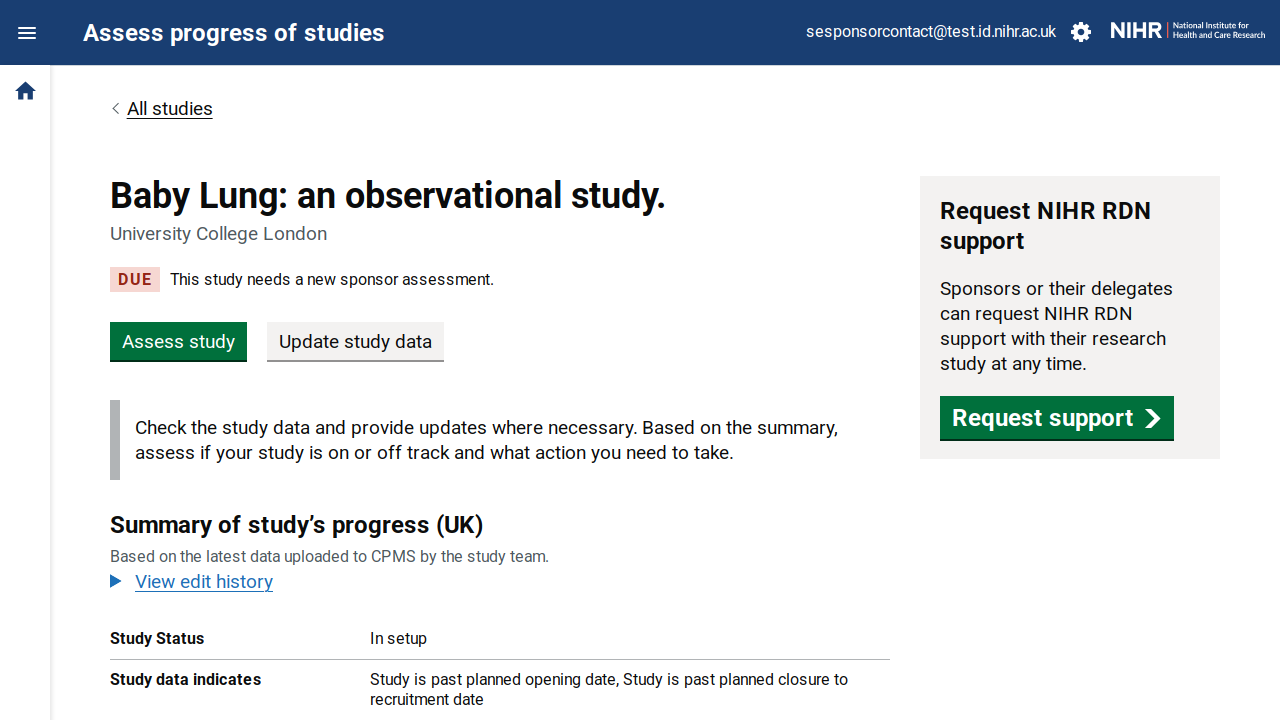 Assess progress of studies
sesponsorcontact@test.id.nihr.ac.uk
NIHR
National Institute for
Health and Care Research
All studies
Baby Lung: an observational study.
University College London
DUE This study needs a new sponsor assessment.
Assess study
Update study data
Check the study data and provide updates where necessary. Based on the summary,
assess if your study is on or off track and what action you need to take.
Summary of study’s progress (UK)
Based on the latest data uploaded to CPMS by the study team.
View edit history
Study Status In setup
Study data indicates Study is past planned opening date, Study is past planned closure to
recruitment date
Request NIHR RDN
support
Sponsors or their delegates
can request NIHR RDN
support with their research
study at any time.
Request support